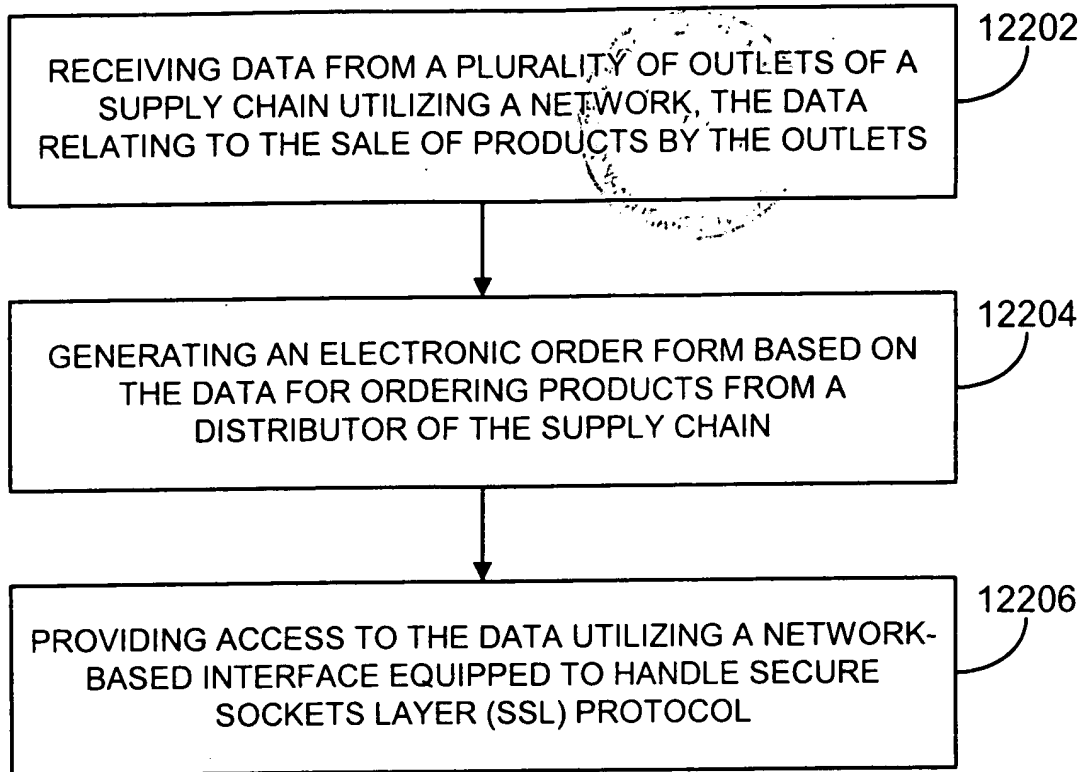 12202
RECEIVING DATA FROM A PLURALITY OF OUTLETS OF A
SUPPLY CHAIN UTILIZING A NETWORK, THE DATA
RELATING TO THE SALE OF PRODUCTS BY THE OUTLETS
12204
GENERATING AN ELECTRONIC ORDER FORM BASED ON
THE DATA FOR ORDERING PRODUCTS FROM A
DISTRIBUTOR OF THE SUPPLY CHAIN
12206
PROVIDING ACCESS TO THE DATA UTILIZING A NETWORK-
BASED INTERFACE EQUIPPED TO HANDLE SECURE
SOCKETS LAYER (SSL) PROTOCOL